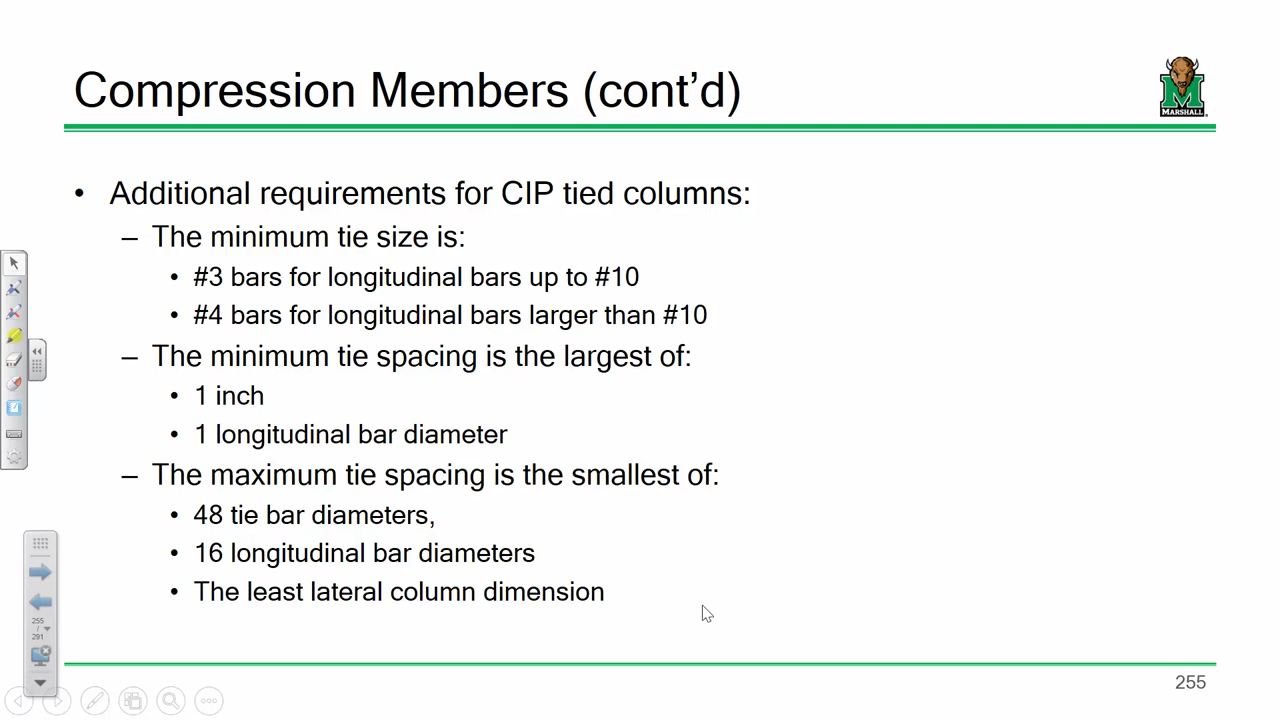 Compression Members (cont’d)
MARSHALL
• Additional requirements for CIP tied columns:
– The minimum tie size is:
• #3 bars for longitudinal bars up to #10
• #4 bars for longitudinal bars larger than #10
– The minimum tie spacing is the largest of:
• 1 inch
• 1 longitudinal bar diameter
– The maximum tie spacing is the smallest of:
• 48 tie bar diameters,
• 16 longitudinal bar diameters
• The least lateral column dimension
255
/
291
255